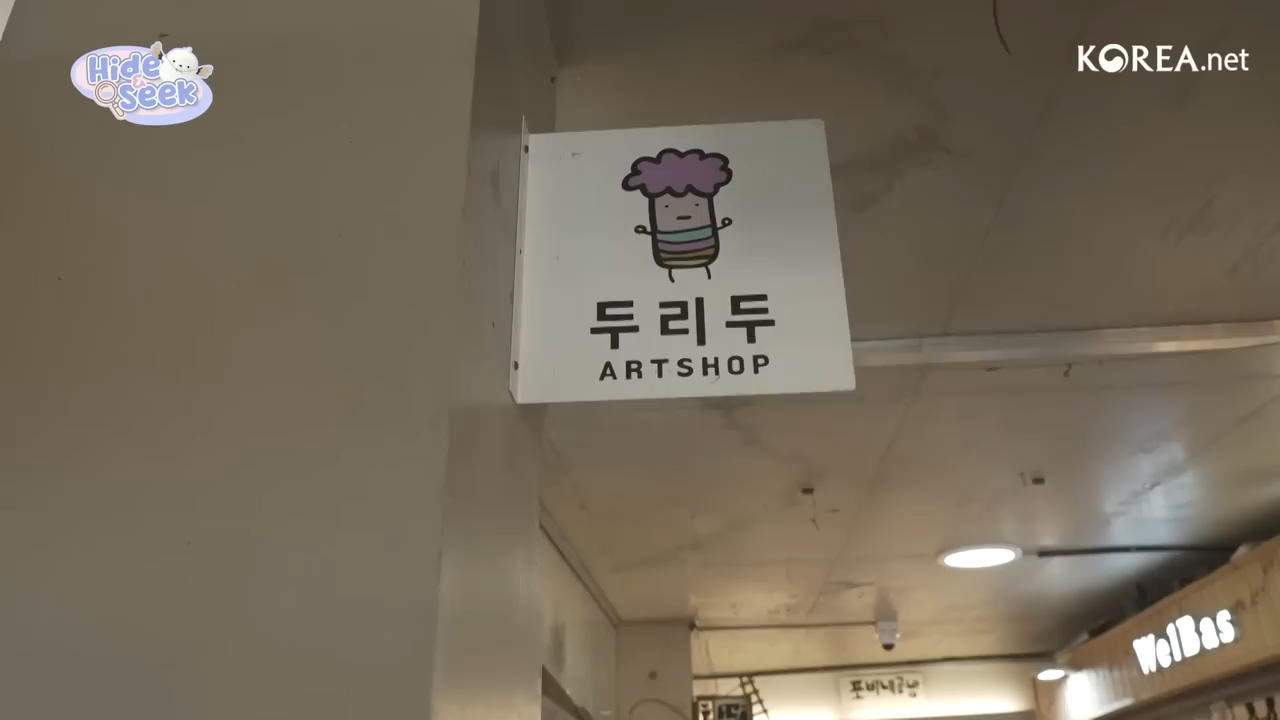 Hide &
seek
KOREA.net
두리두
ARTSHOP
WelBas